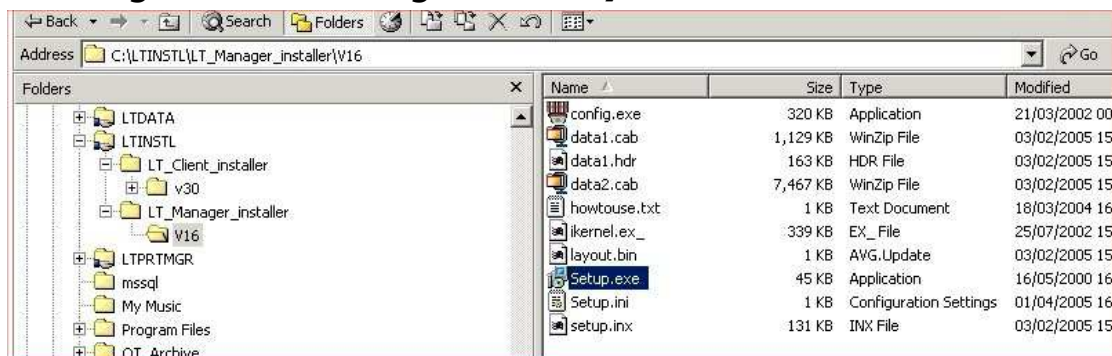 Back Search Folders
Address C:\LTINSTL\LT_Manager_installer\V16 Go
Folders × Name Size Type Modified
LTDATA config.exe 320 KB Application 21/03/2002 00
LTINSTL data1.cab 1,129 KB WinZip File 03/02/2005 15
LT_Client_installer data1.hdr 163 KB HDR File 03/02/2005 15
v30 data2.cab 7,467 KB WinZip File 03/02/2005 15
LT_Manager_installer howtouse.txt 1 KB Text Document 18/03/2004 16
V16 ikernel.ex_ 339 KB EX_ File 25/07/2002 15
LTPRTMGR layout.bin 1 KB AVG.Update 03/02/2005 15
mssql Setup.exe 45 KB Application 16/05/2000 16
My Music Setup.ini 1 KB Configuration Settings 01/04/2005 16
Program Files setup.inx 131 KB INX File 03/02/2005 15
OT_Archive